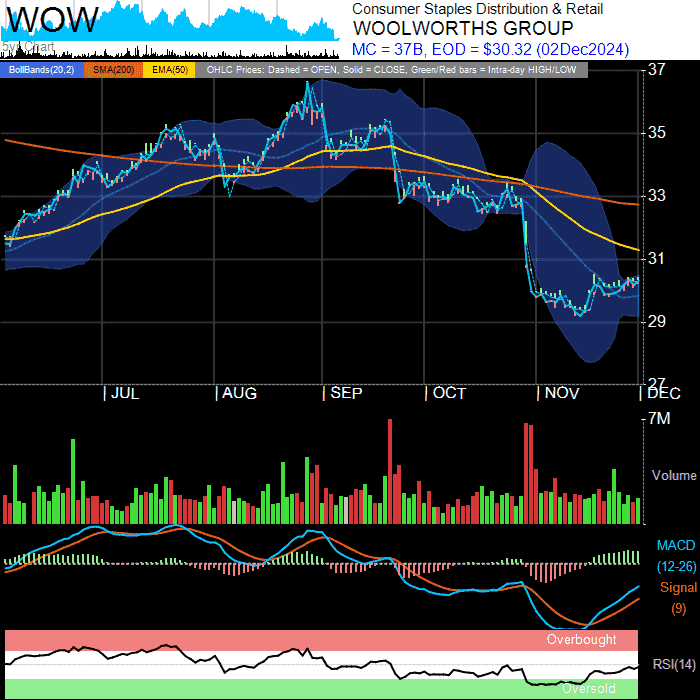 WOW
Consumer Staples Distribution & Retail
WOOLWORTHS GROUP
MC = 37B, EOD = $30.32 (02Dec2024)
BollBands(20,2) SMA(200) EMA(50) OHLC Prices: Dashed = OPEN, Solid = CLOSE, Green/Red bars = Intra-day HIGH/LOW
37
35
33
31
29
27
JUL AUG SEP OCT NOV DEC
7M
Volume
MACD
(12-26)
Signal
(9)
Overbought
RSI(14)
Oversold